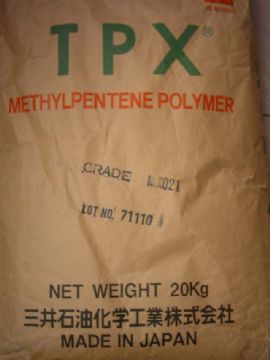 TPX®
METHYLPENTENE POLYMER
GRADE MX021
LOT NO. 71110
NET WEIGHT 20Kg
三井石油化学工業株式会社
MADE IN JAPAN